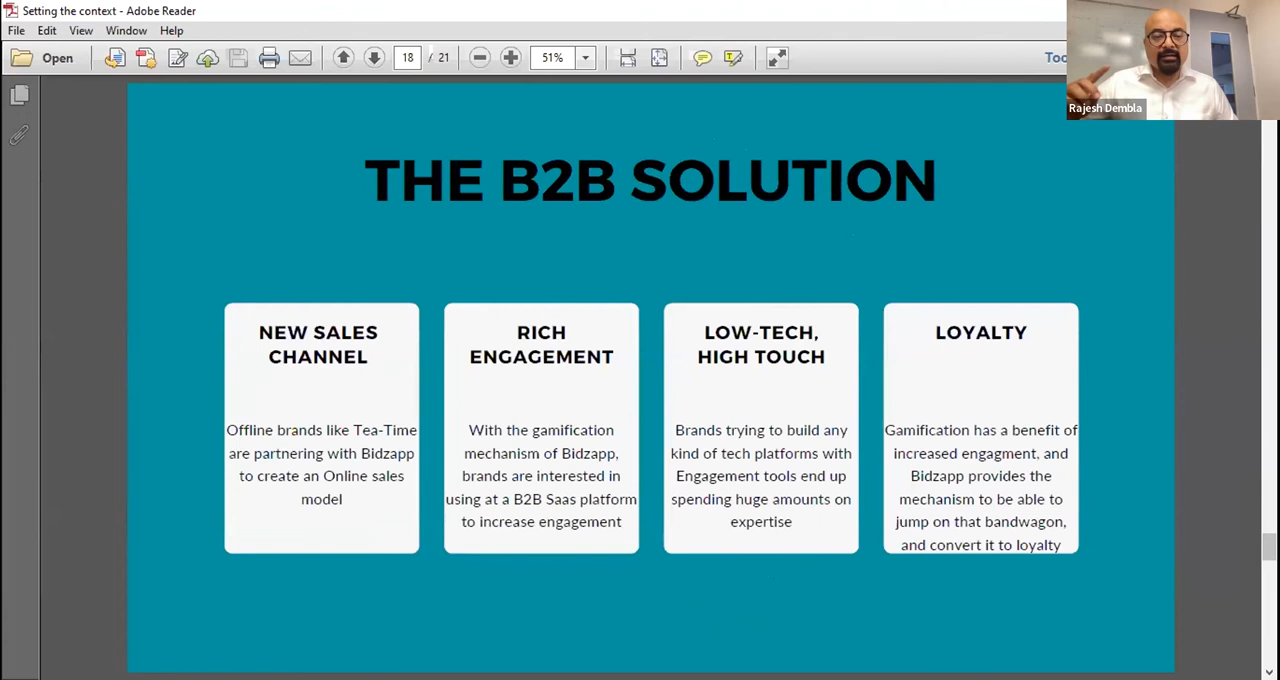 Setting the context - Adobe Reader
File Edit View Window Help
Open 18 / 21 51%
Rajesh Dembla
THE B2B SOLUTION
NEW SALES
CHANNEL
Offline brands like Tea-Time
are partnering with Bidzapp
to create an Online sales
model
RICH
ENGAGEMENT
With the gamification
mechanism of Bidzapp,
brands are interested in
using at a B2B Saas platform
to increase engagement
LOW-TECH,
HIGH TOUCH
Brands trying to build any
kind of tech platforms with
Engagement tools end up
spending huge amounts on
expertise
LOYALTY
Gamification has a benefit of
increased engagment, and
Bidzapp provides the
mechanism to be able to
jump on that bandwagon,
and convert it to loyalty